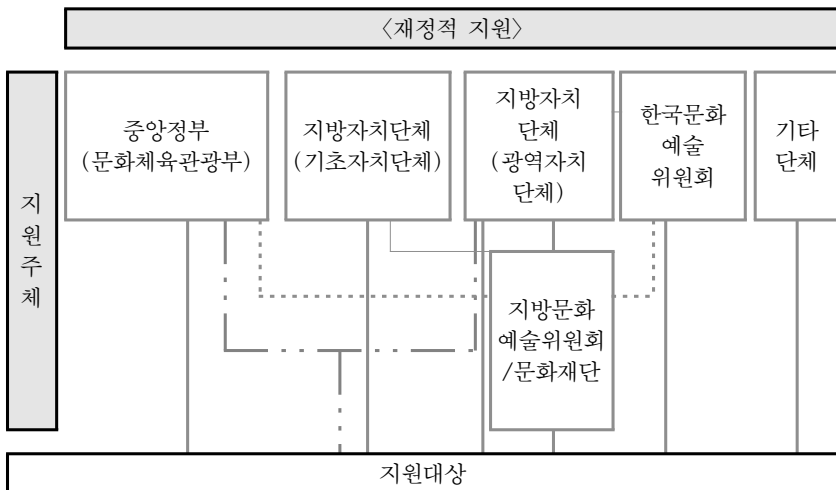 〈재정적 지원〉
지
원
주
체
중앙정부
(문화체육관광부)
지방자치단체
(기초자치단체)
지방자치
단체
(광역자치
단체)
한국문화
예술
위원회
기타
단체
지방문화
예술위원회
/문화재단
지원대상